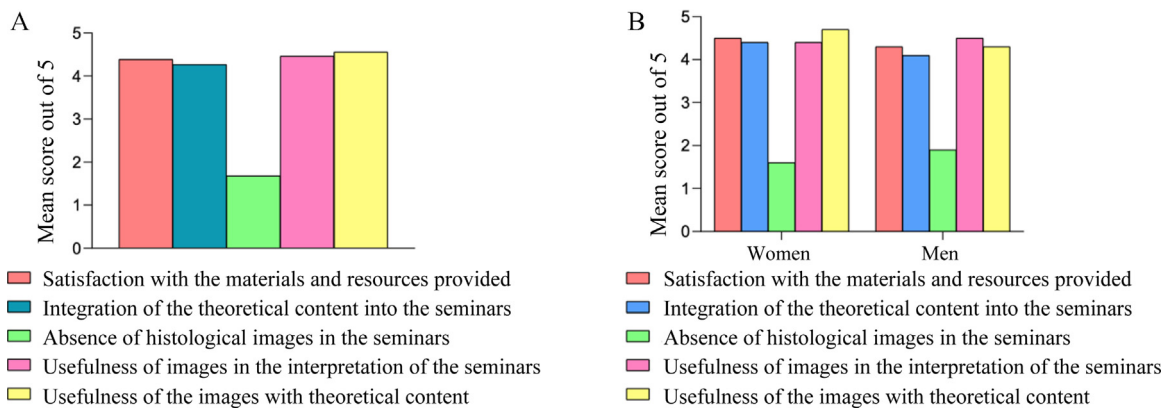 A
Mean score out of 5
5
4
3
2
1
0
Satisfaction with the materials and resources provided
Integration of the theoretical content into the seminars
Absence of histological images in the seminars
Usefulness of images in the interpretation of the seminars
Usefulness of the images with theoretical content
B
Mean score out of 5
5
4
3
2
1
0
Women Men
Satisfaction with the materials and resources provided
Integration of the theoretical content into the seminars
Absence of histological images in the seminars
Usefulness of images in the interpretation of the seminars
Usefulness of the images with theoretical content